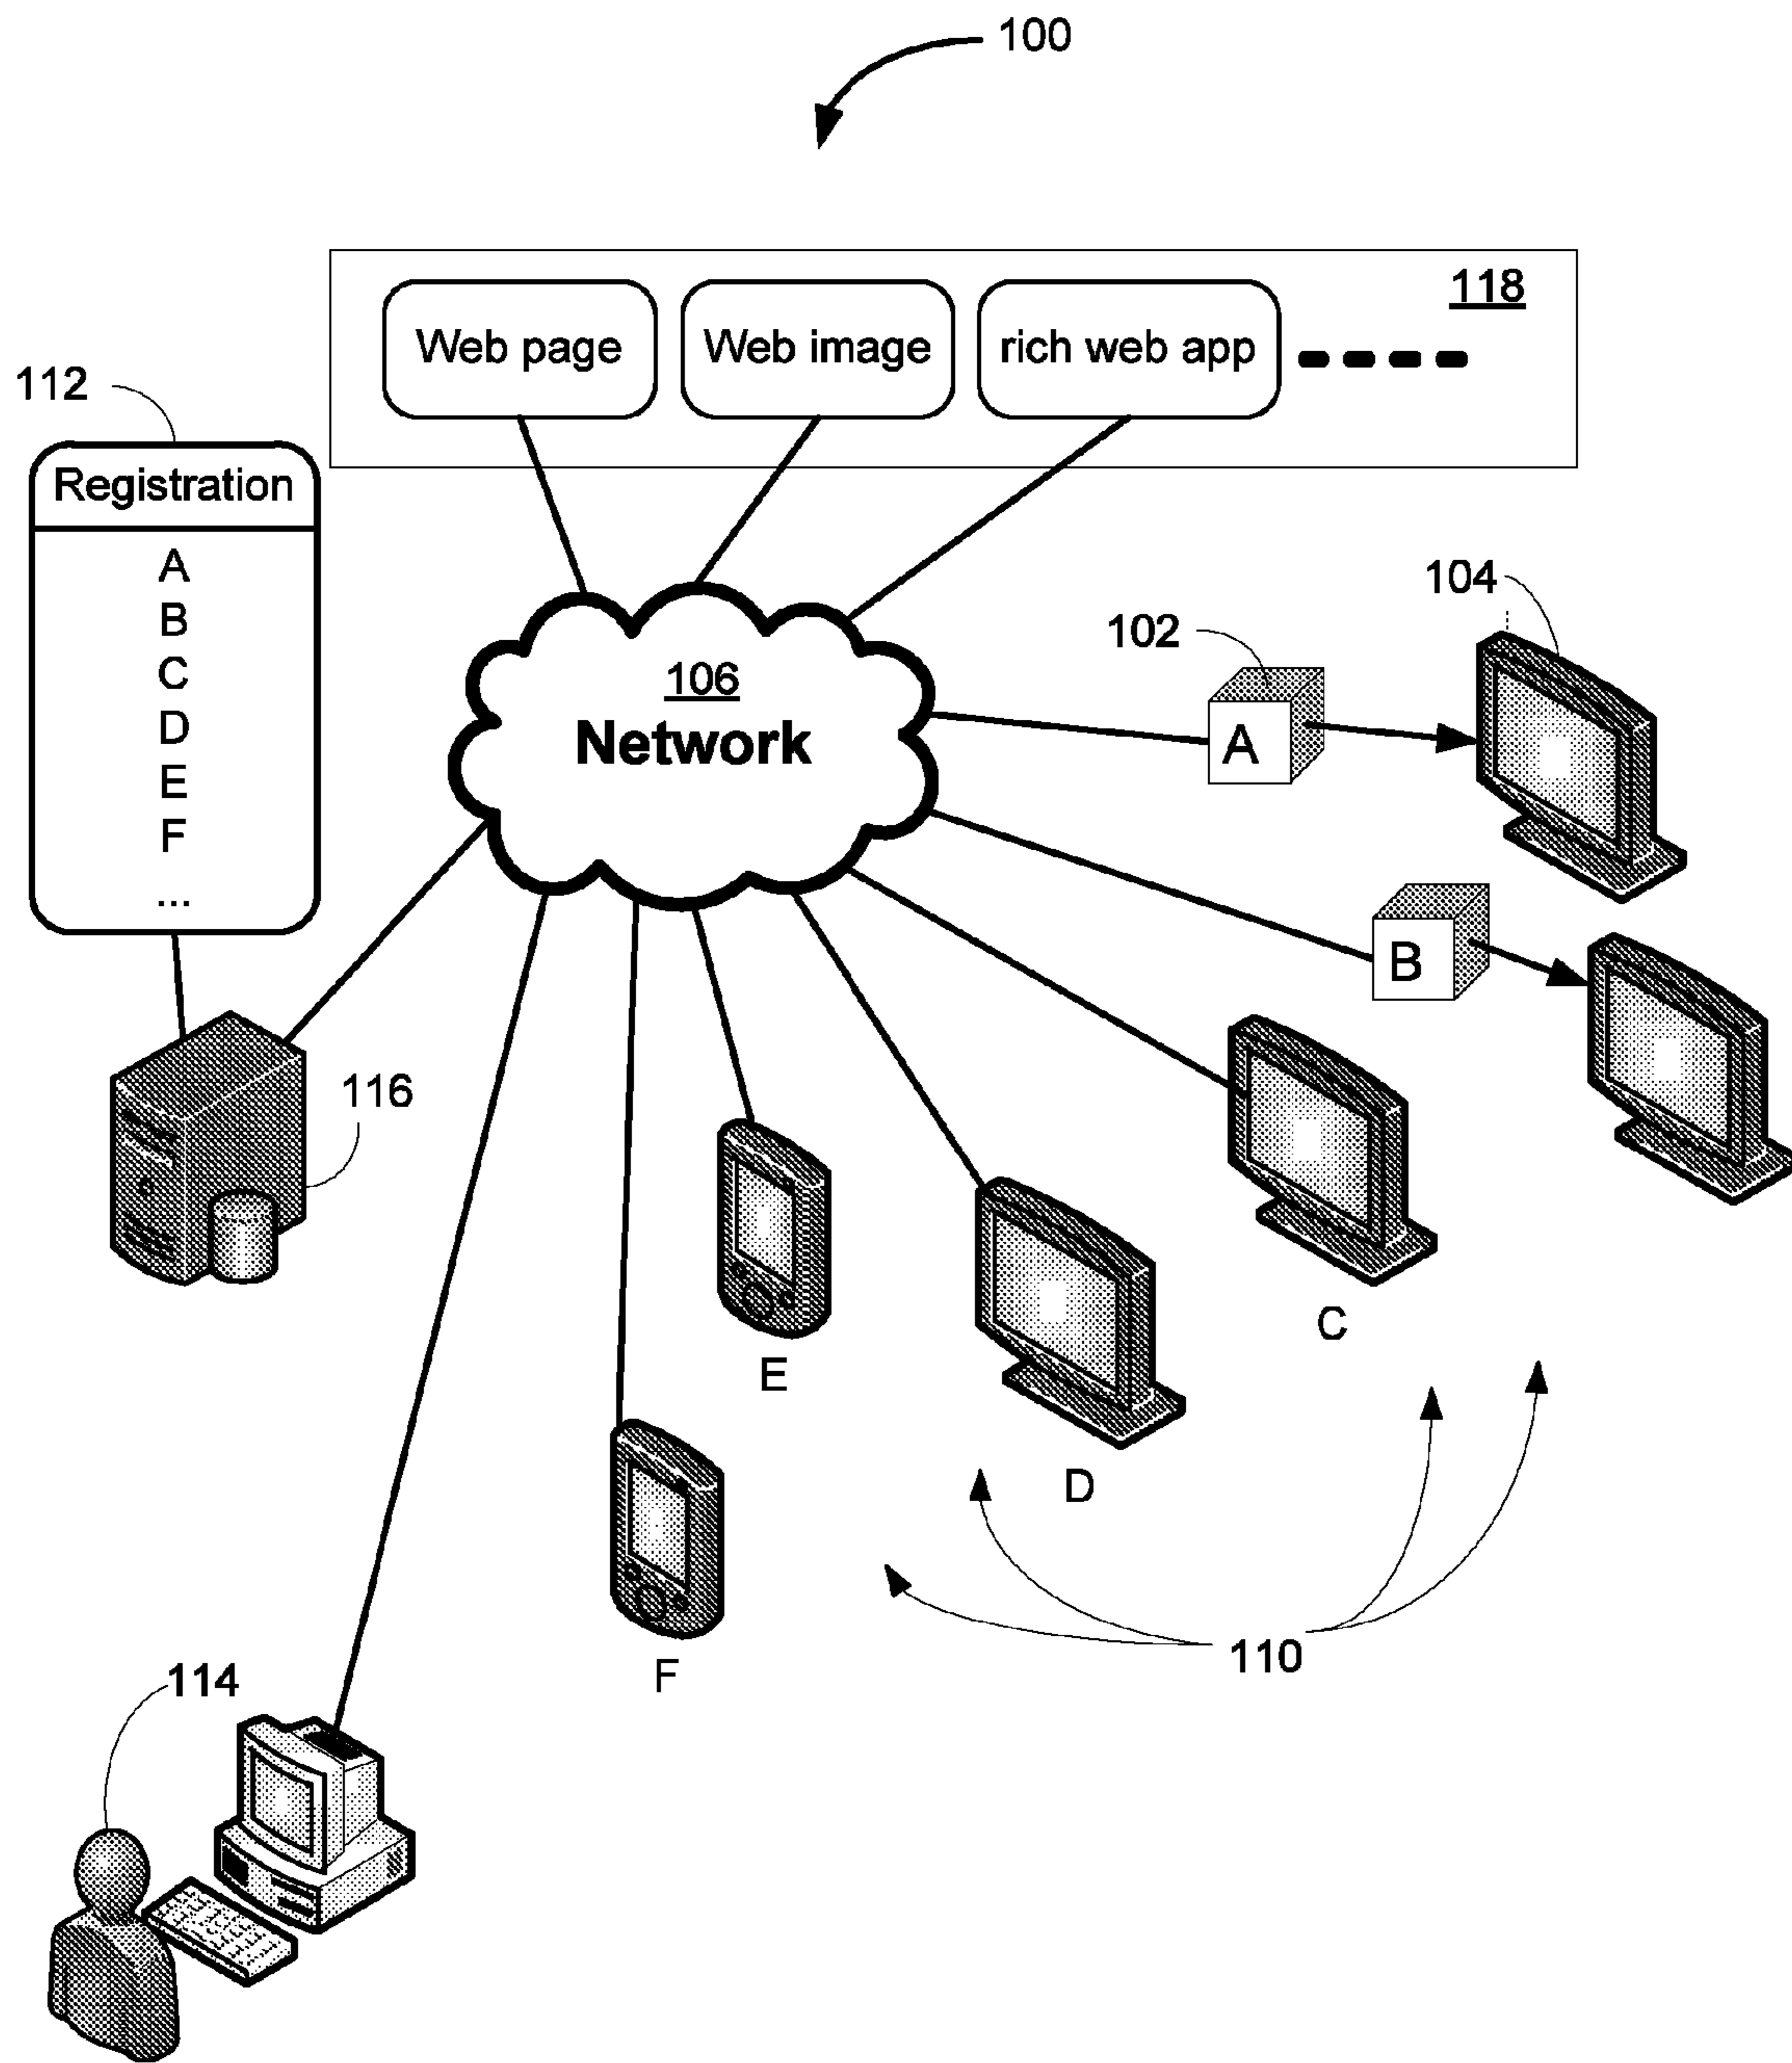 100
118
Web page
Web image
rich web app
112
Registration
A
B
C
D
E
F
...
104
102
106
Network
A
B
116
C
E
D
110
F
114